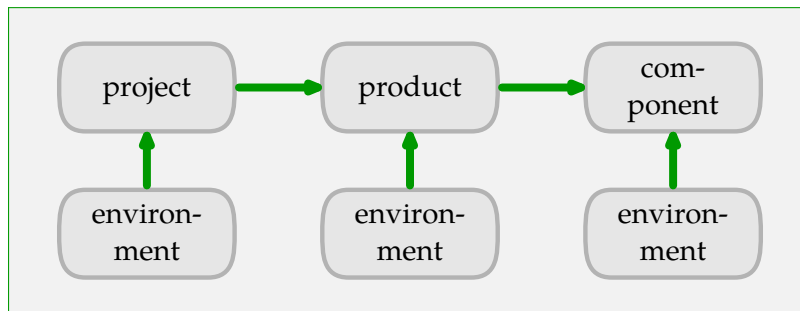 project
product
com-
ponent
environ-
ment
environ-
ment
environ-
ment